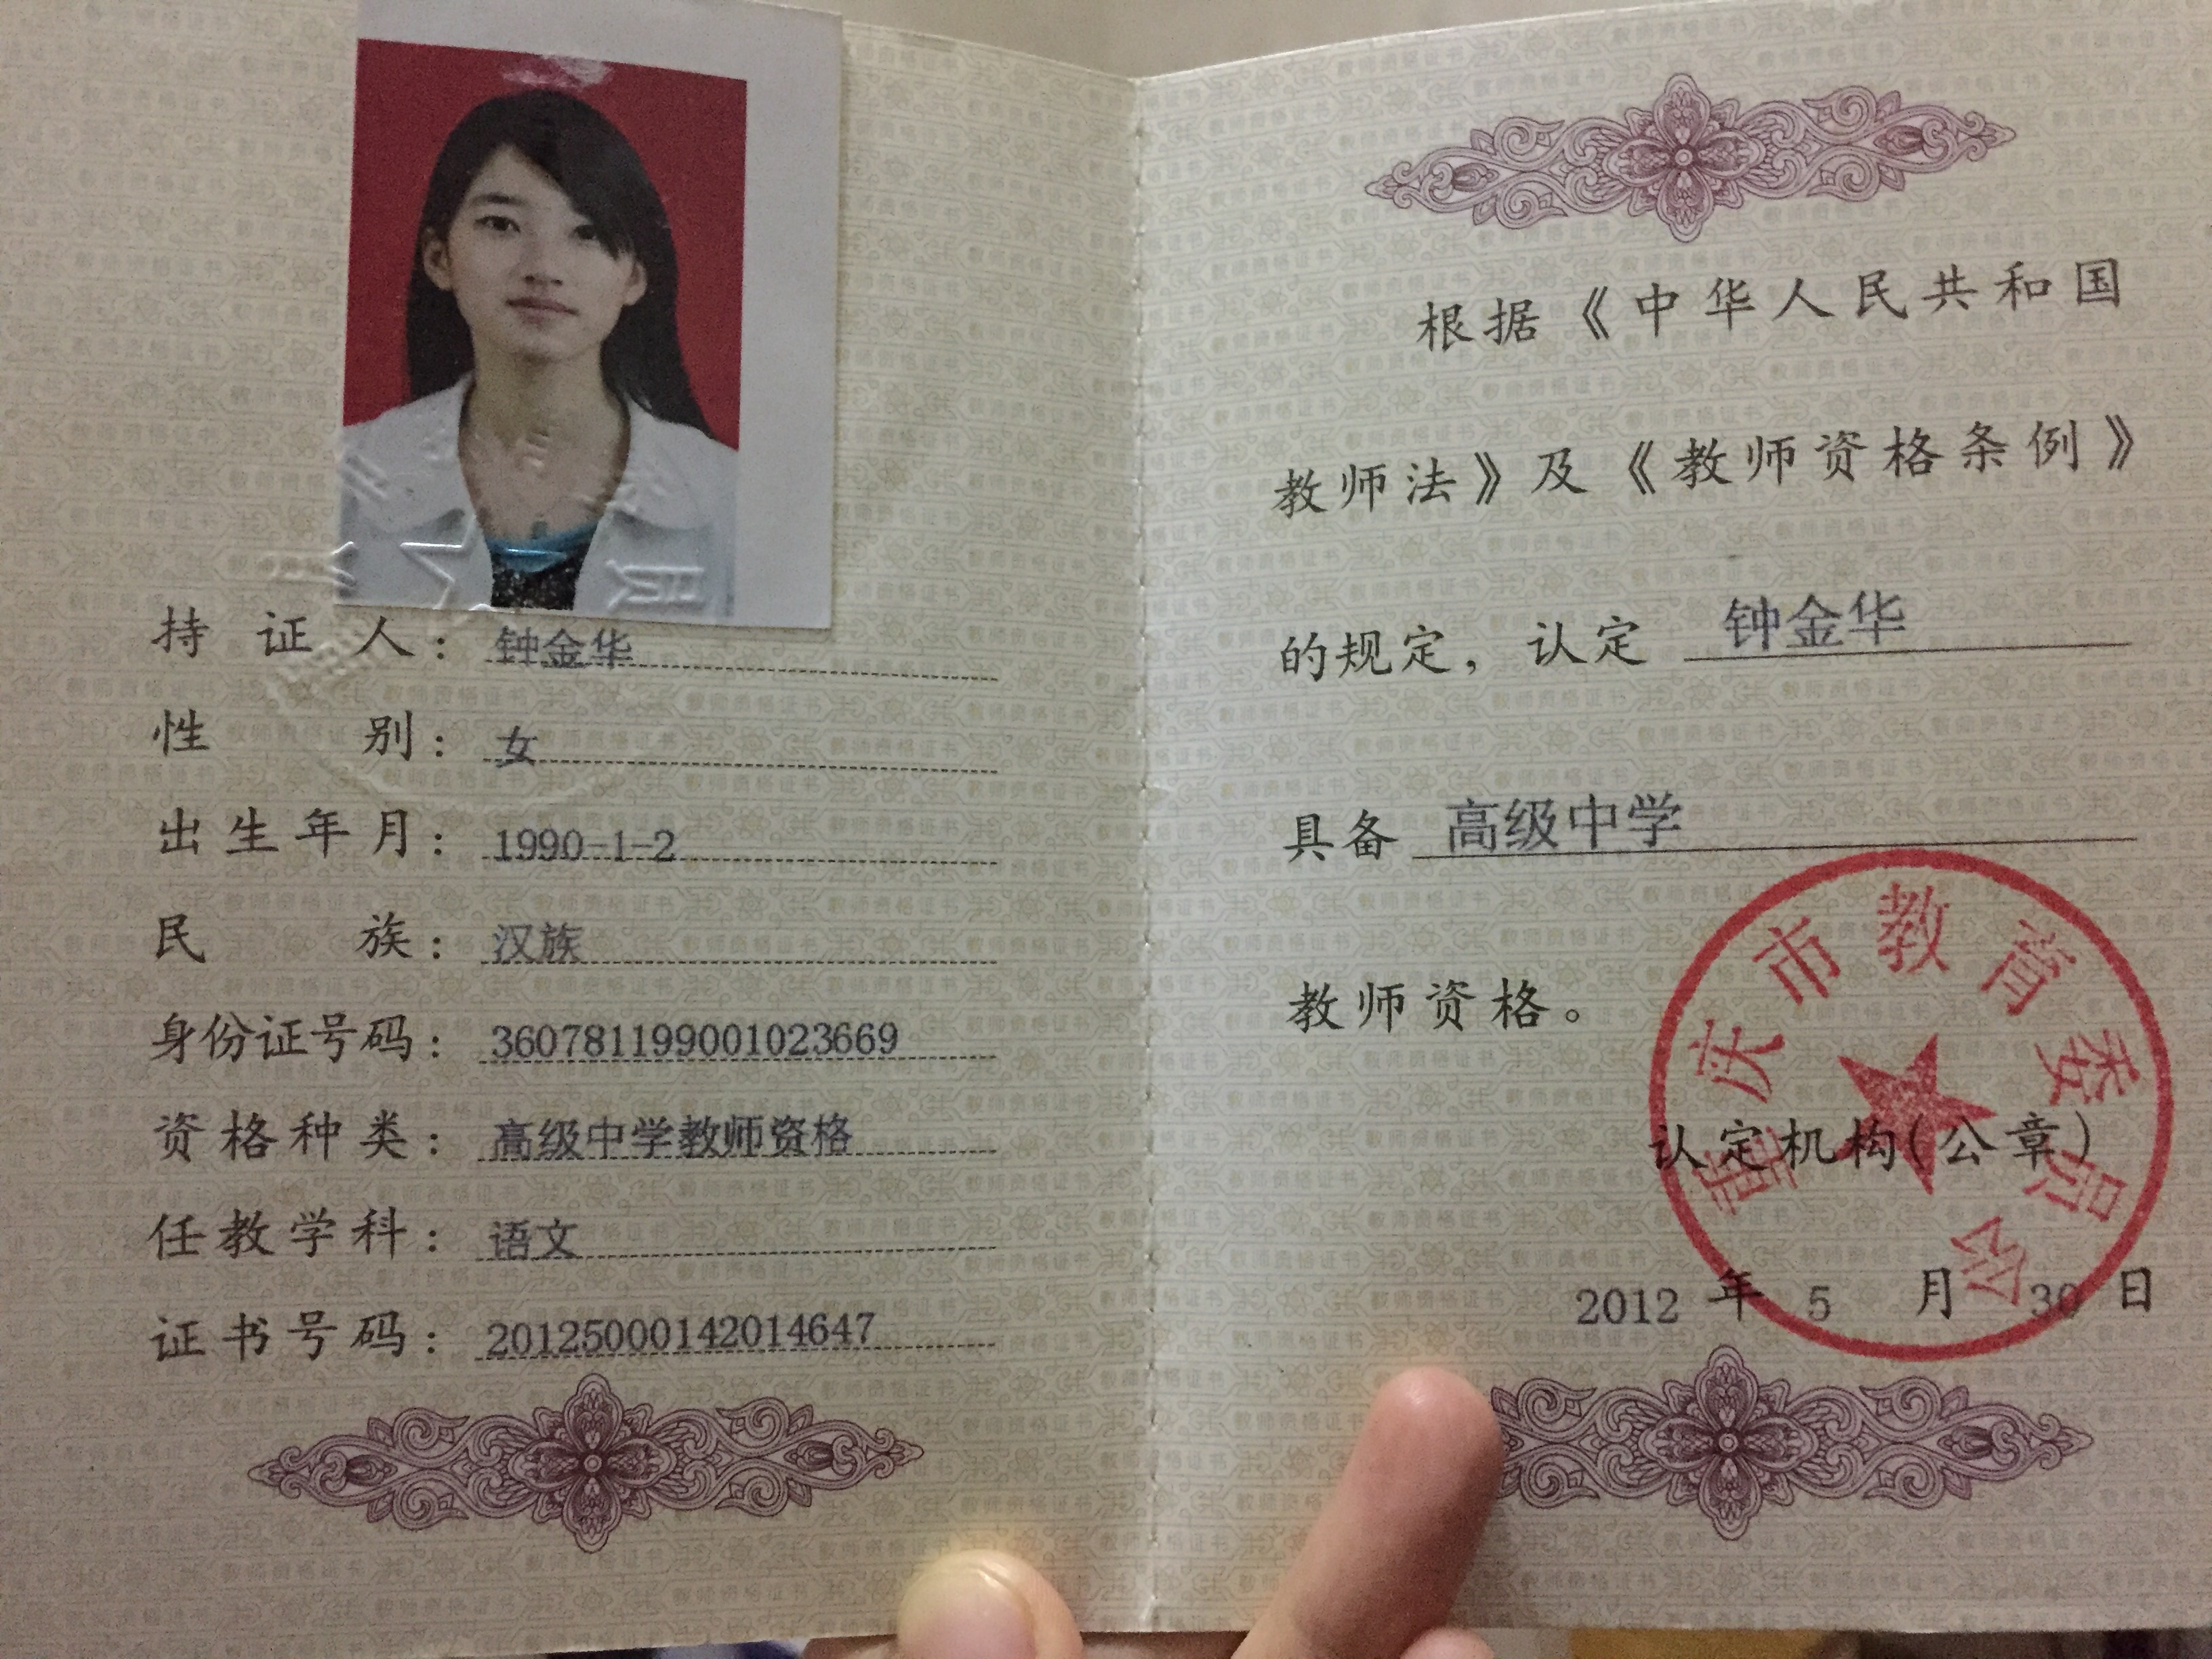 持证人：钟金华
性别：女
出生年月：1990-1-2
民族：汉族
身份证号码：360781199001023669
资格种类：高级中学教师资格
任教学科：语文
证书号码：20125000142014647
根据《中华人民共和国
教师法》及《教师资格条例》
的规定，认定 钟金华
具备 高级中学
教师资格。
重庆市教育委员会
认定机构(公章)
2012 年 5 月 30 日